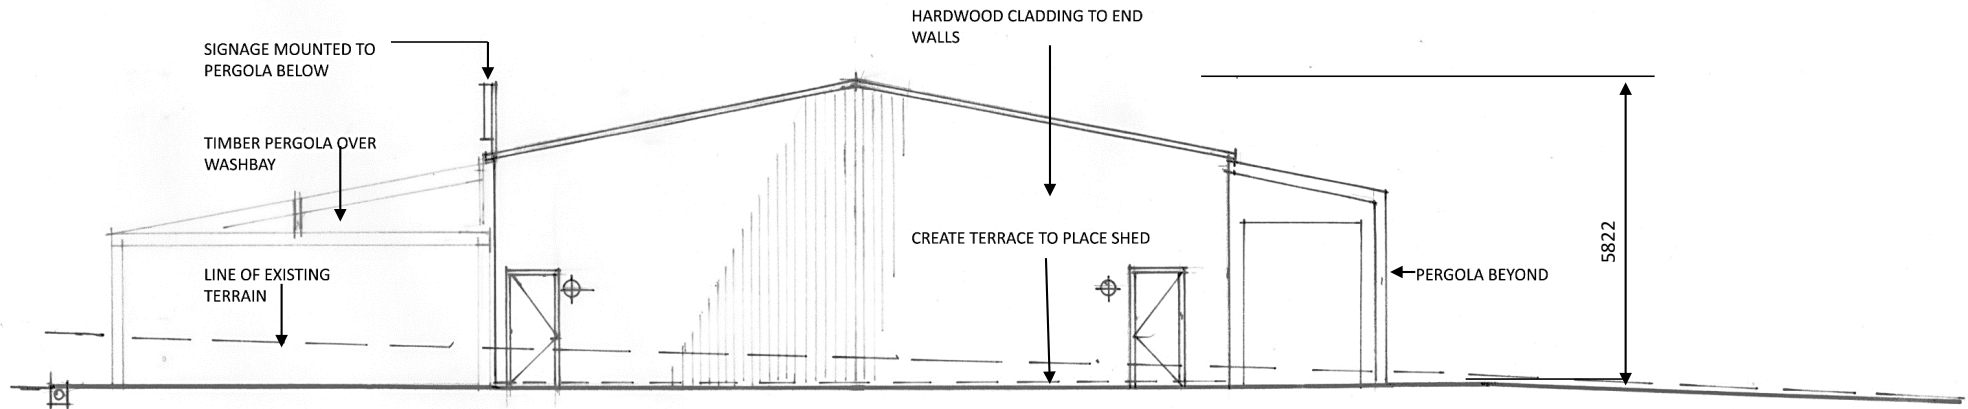 HARDWOOD CLADDING TO END
WALLS
SIGNAGE MOUNTED TO
PERGOLA BELOW
TIMBER PERGOLA OVER
WASHBAY
CREATE TERRACE TO PLACE SHED
LINE OF EXISTING
TERRAIN
PERGOLA BEYOND
5822